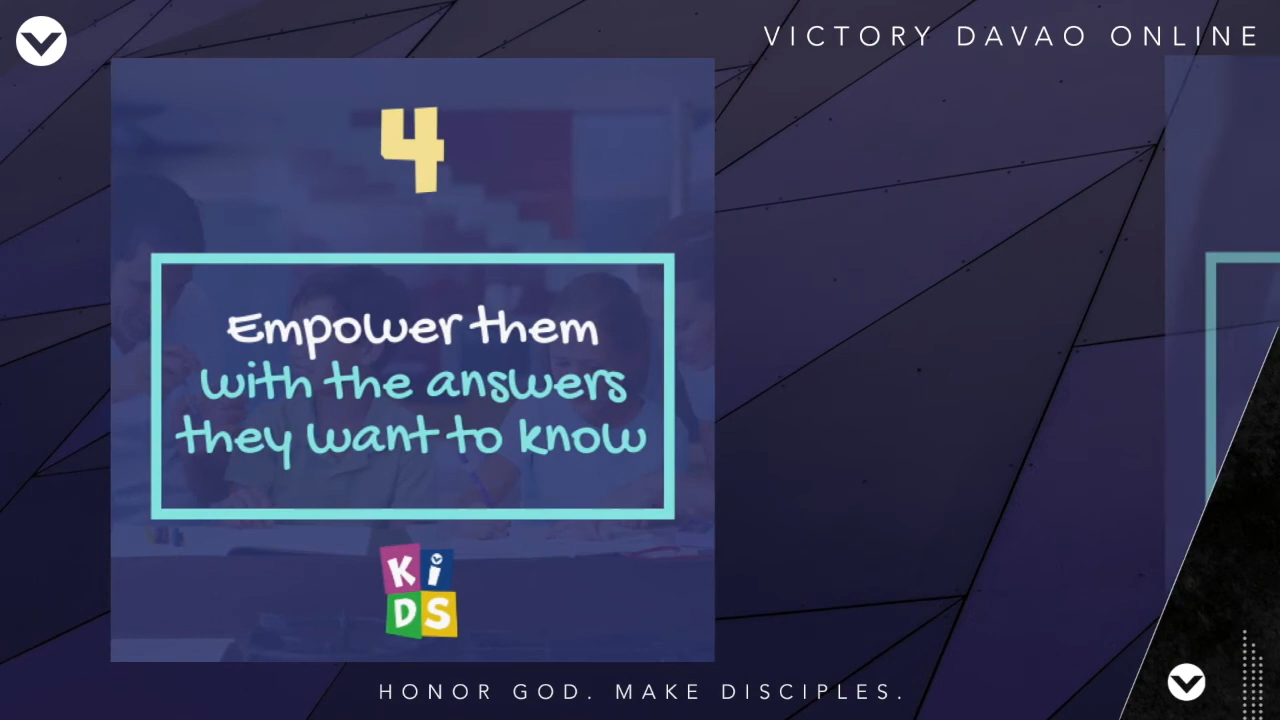 VICTORY DAVAO ONLINE
4
Empower them
with the answers
they want to know
KiDS
HONOR GOD. MAKE DISCIPLES.